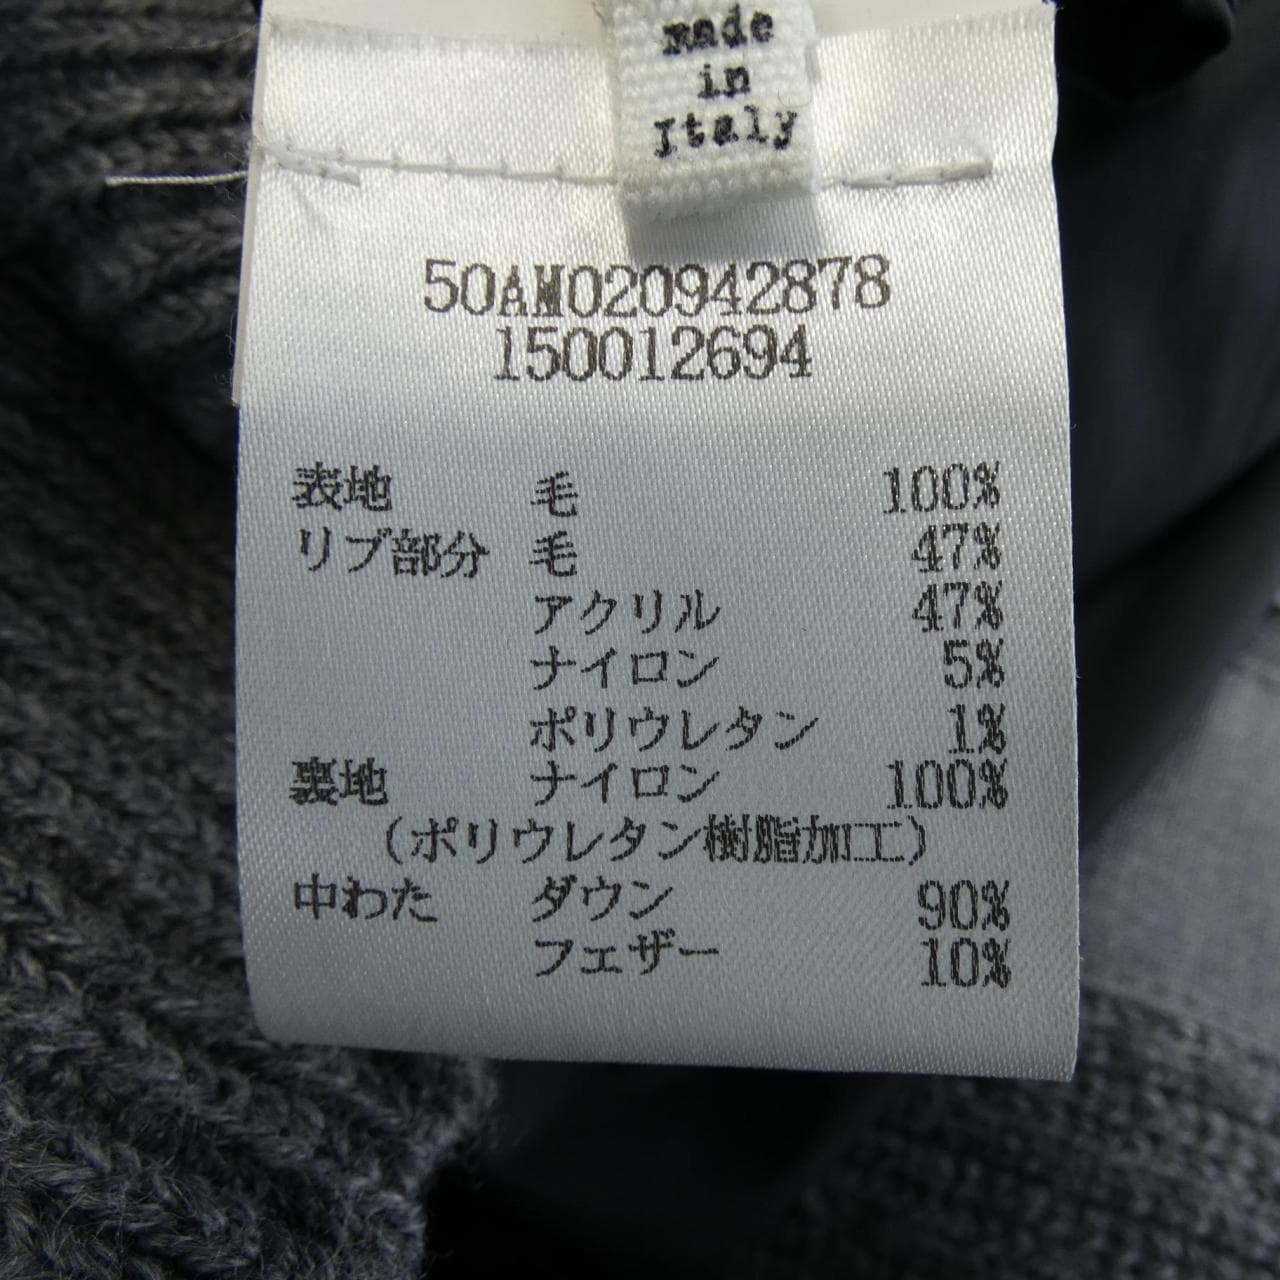 made
in
Italy
50AM020942878
150012694
表地 毛 100%
リブ部分 毛 47%
アクリル 47%
ナイロン 5%
ポリウレタン 1%
裏地 ナイロン 100%
(ポリウレタン樹脂加工)
中わた ダウン 90%
フェザー 10%